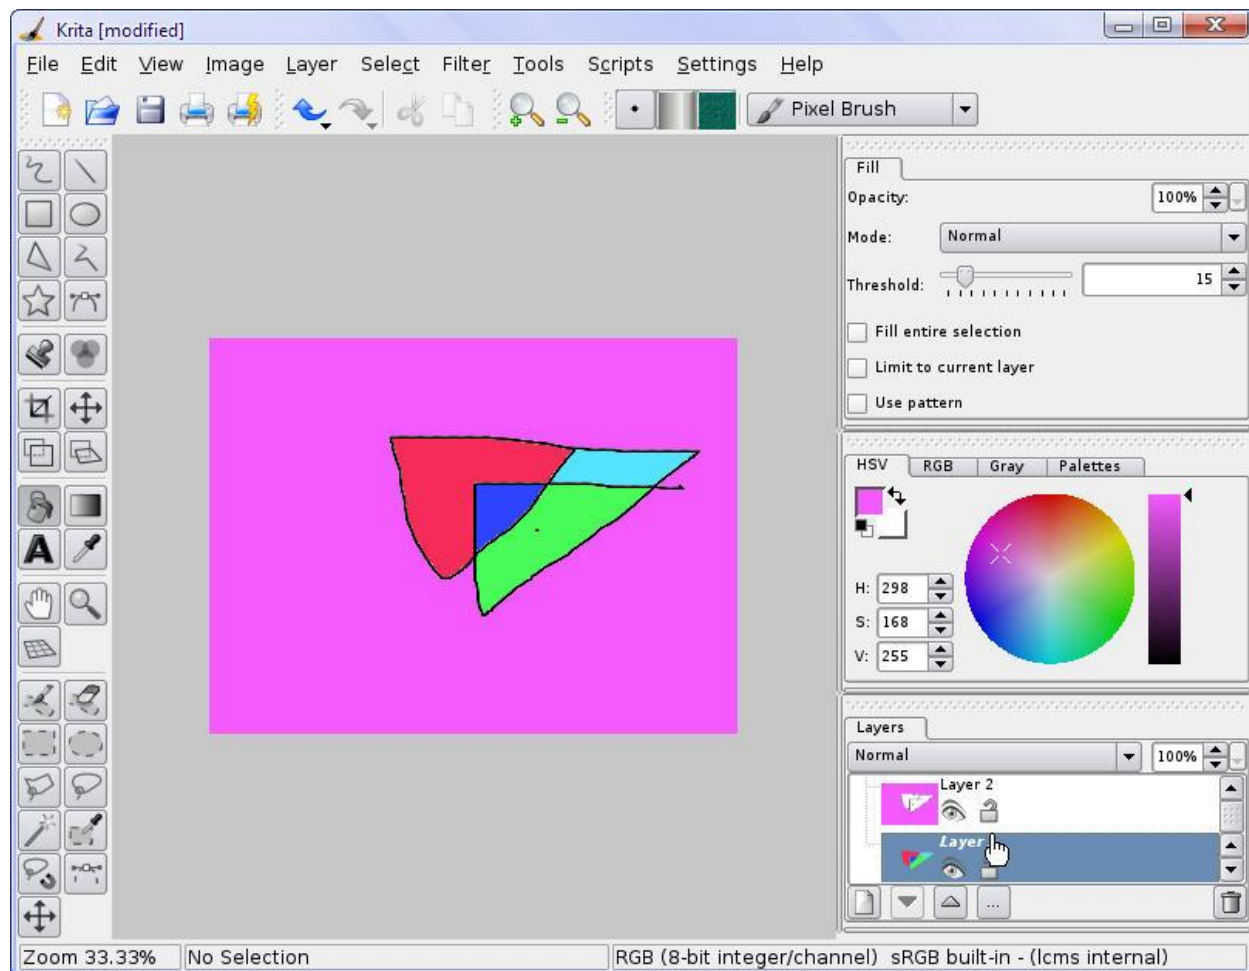 Krita [modified]
File Edit View Image Layer Select Filter Tools Scripts Settings Help
Pixel Brush
Fill
Opacity: 100%
Mode: Normal
Threshold: 15
Fill entire selection
Limit to current layer
Use pattern
HSV RGB Gray Palettes
H: 298
S: 168
V: 255
Layers
Normal 100%
Layer 2
Layer
...
Zoom 33.33% No Selection RGB (8-bit integer/channel) sRGB built-in - (lcms internal)